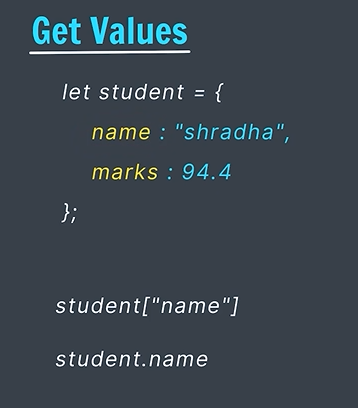 Get Values
let student = {
name : "shradha",
marks : 94.4
};
student["name"]
student.name